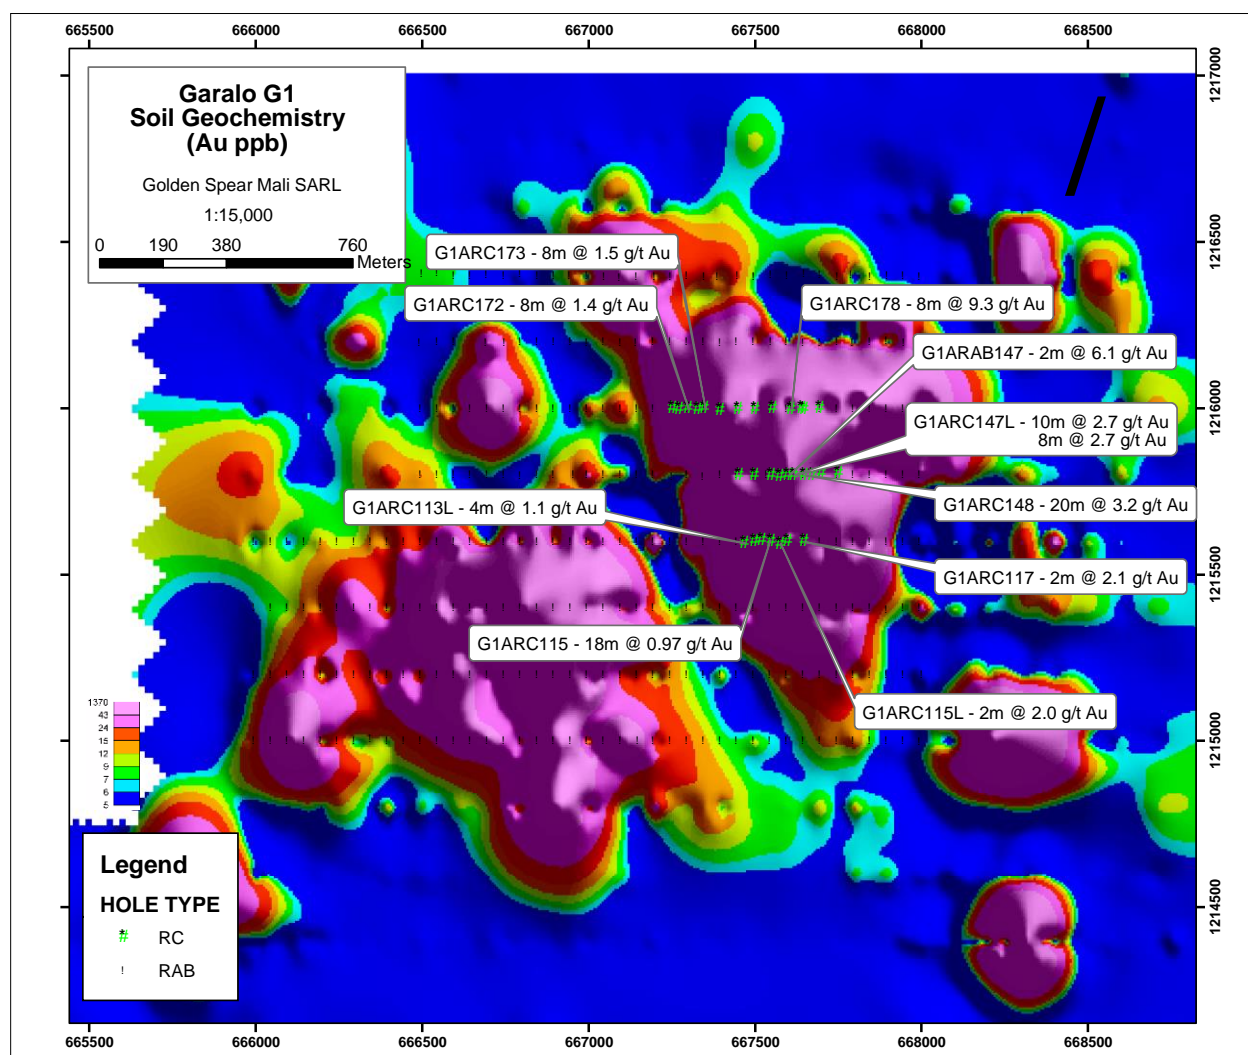 665500 666000 666500 667000 667500 668000 668500
1217000
Garalo G1
Soil Geochemistry
(Au ppb)
Golden Spear Mali SARL
1:15,000
0 190 380 760
Meters
1216500
G1ARC173 - 8m @ 1.5 g/t Au
G1ARC172 - 8m @ 1.4 g/t Au
G1ARC178 - 8m @ 9.3 g/t Au
G1ARAB147 - 2m @ 6.1 g/t Au
1216000
G1ARC147L - 10m @ 2.7 g/t Au
8m @ 2.7 g/t Au
G1ARC148 - 20m @ 3.2 g/t Au
G1ARC113L - 4m @ 1.1 g/t Au
1215500
G1ARC117 - 2m @ 2.1 g/t Au
G1ARC115 - 18m @ 0.97 g/t Au
G1ARC115L - 2m @ 2.0 g/t Au
1215000
1370
43
24
15
12
9
7
6
5
Legend
HOLE TYPE
RC
RAB
1214500
665500 666000 666500 667000 667500 668000 668500